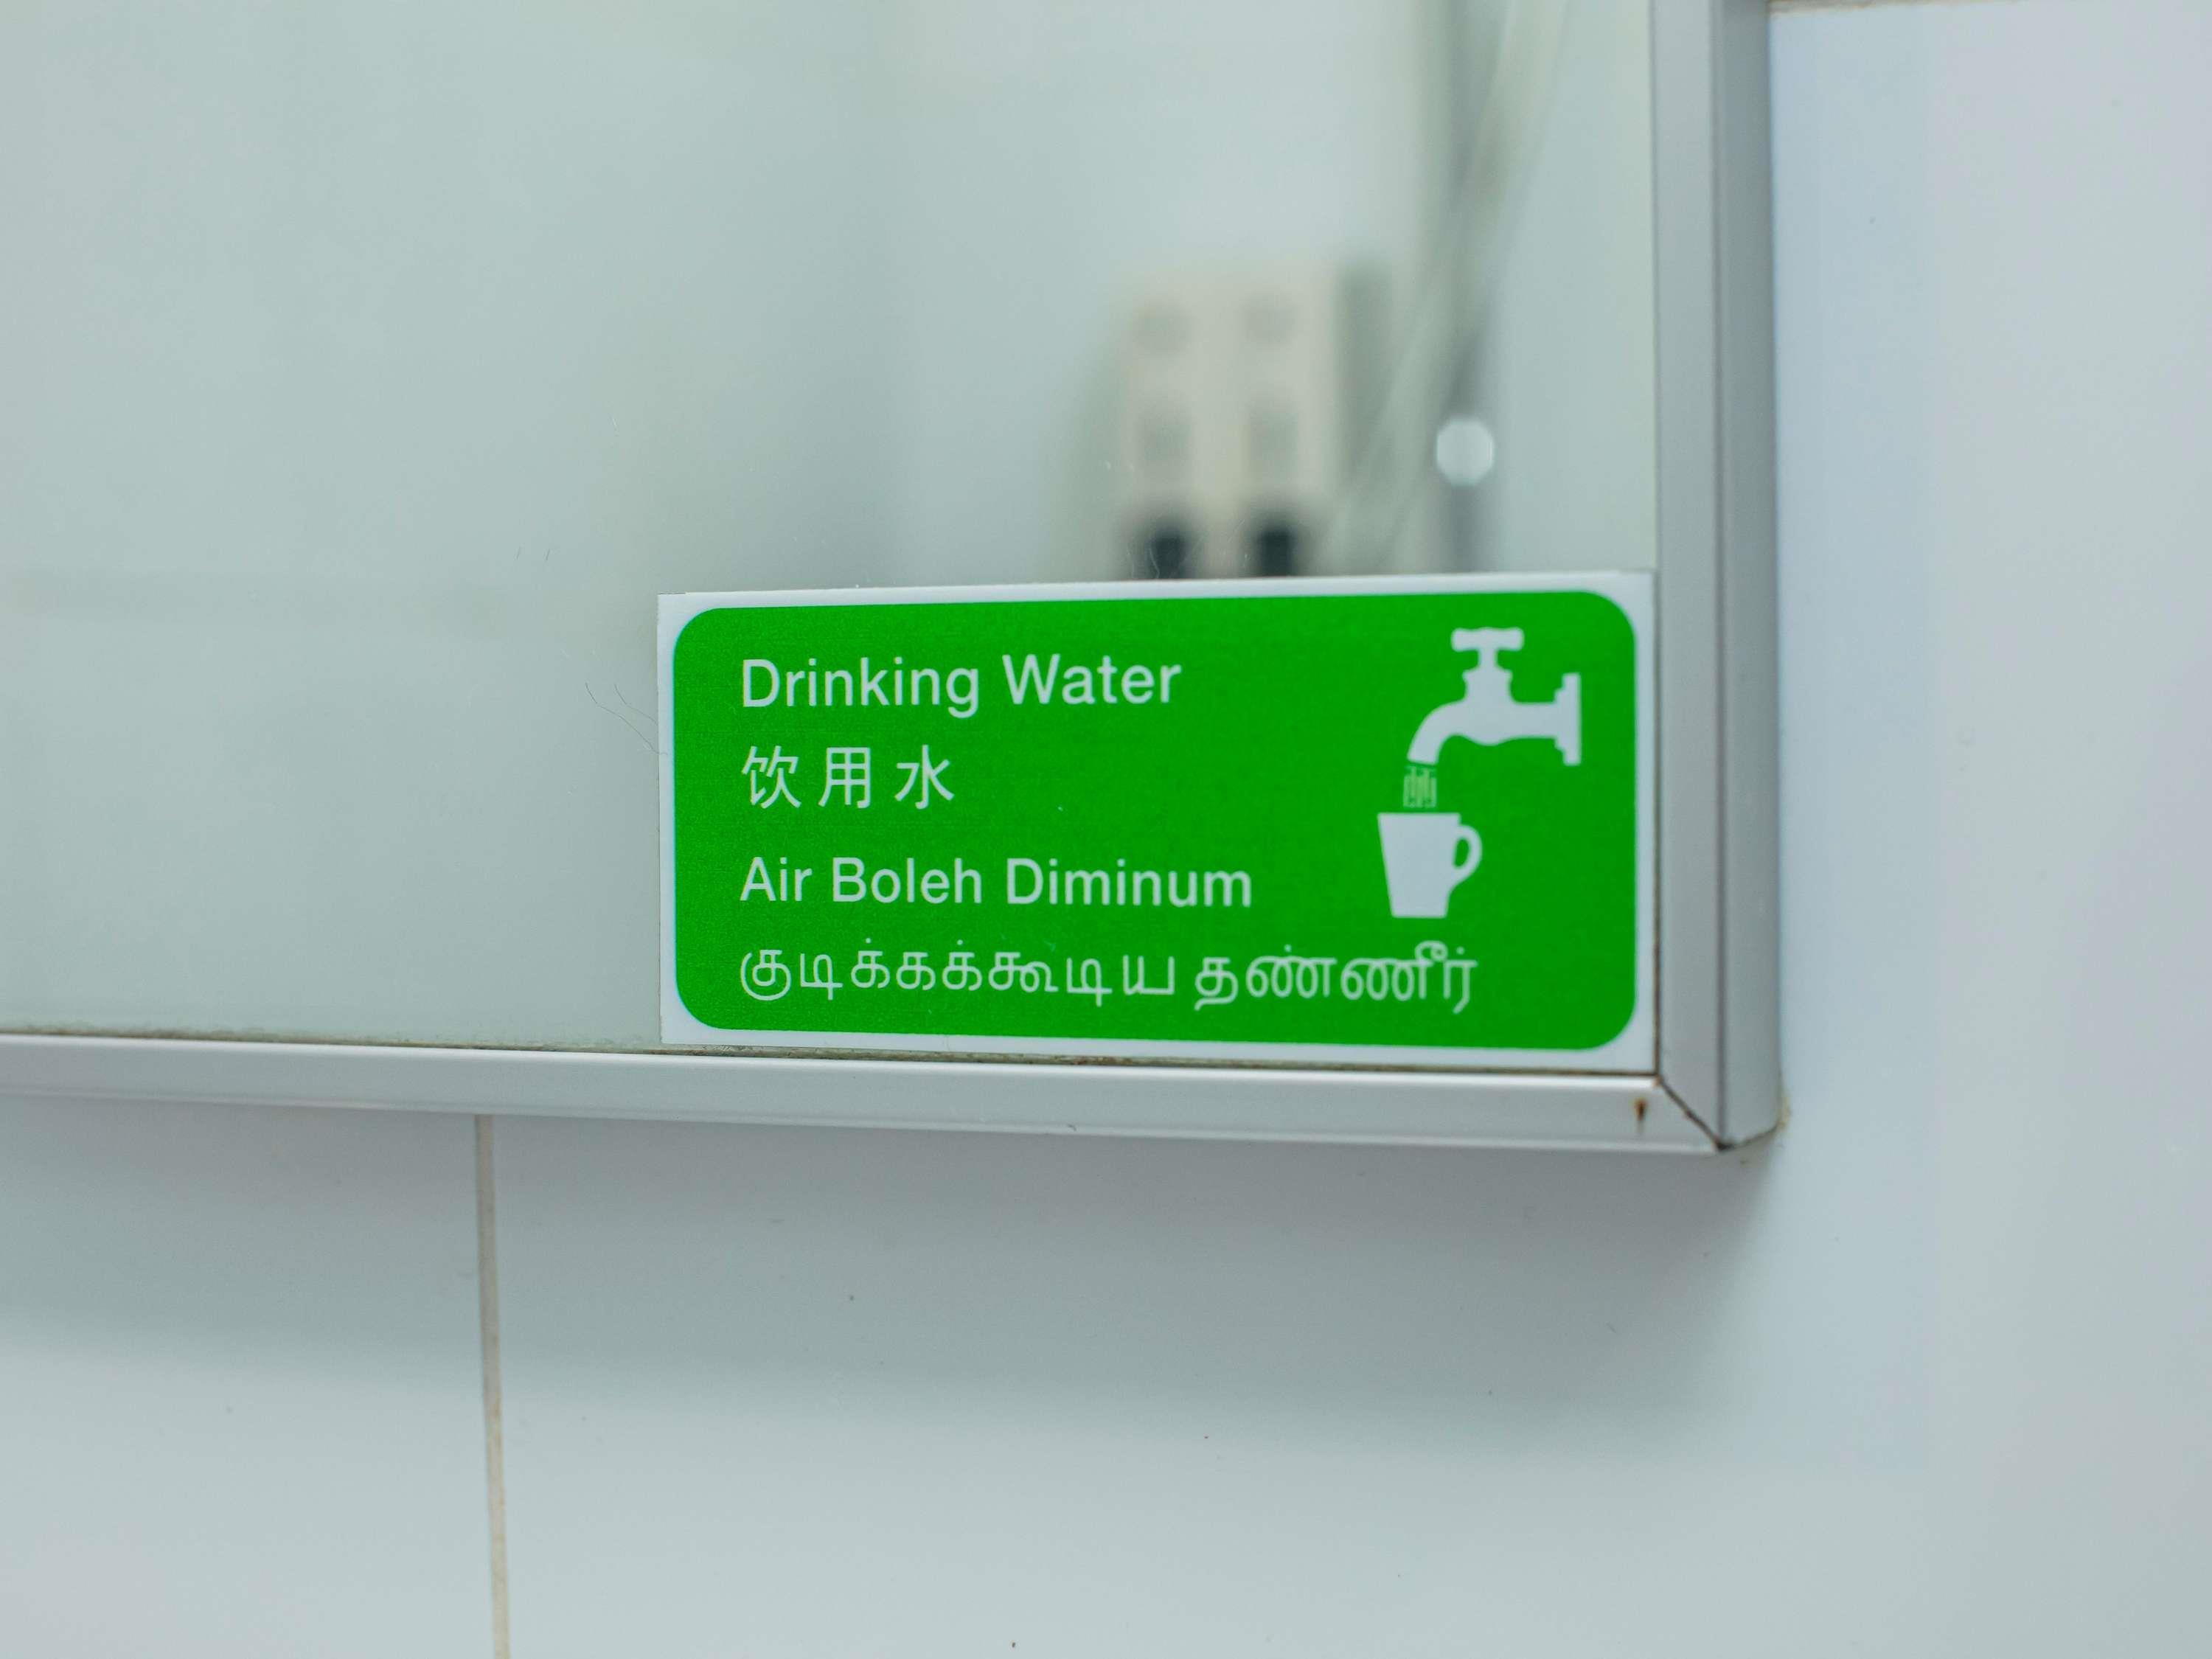 Drinking Water
饮用水
Air Boleh Diminum
குடிக்கக்கூடிய தண்ணீர்